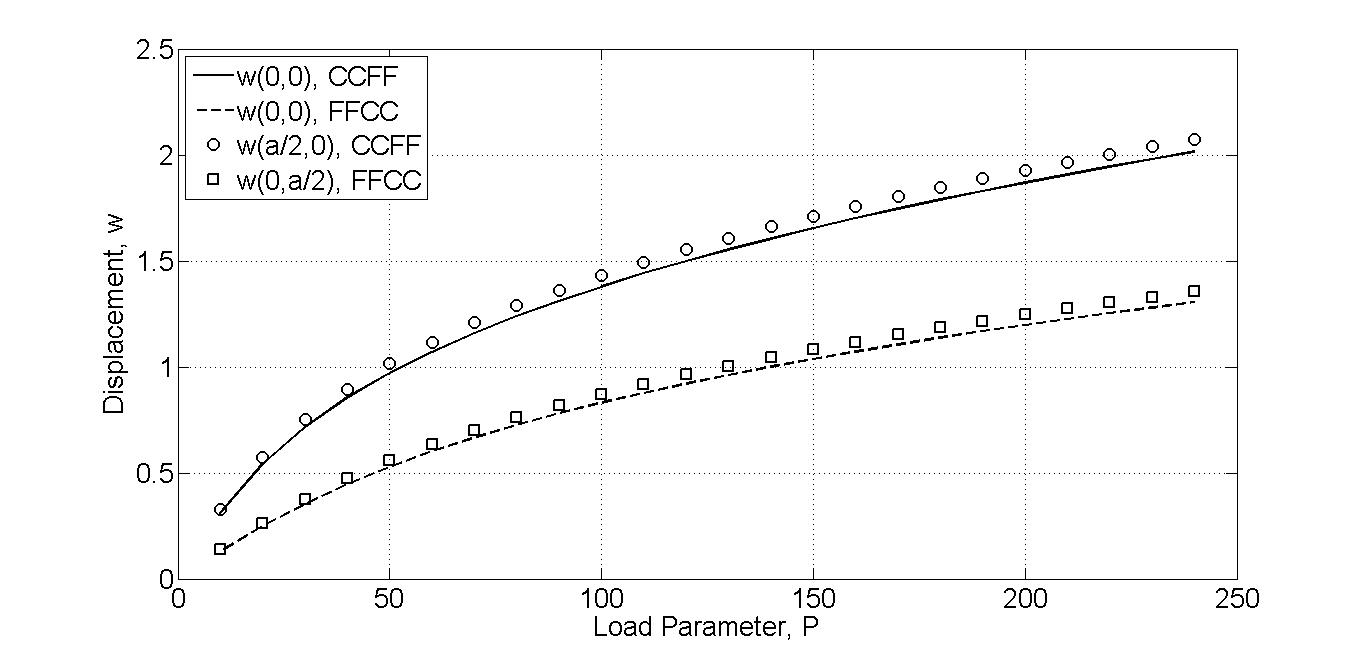 2.5
2
1.5
1
0.5
0
w(0,0), CCFF
w(0,0), FFCC
w(a/2,0), CCFF
w(0,a/2), FFCC
Displacement, w
0 50 100 150 200 250
Load Parameter, P